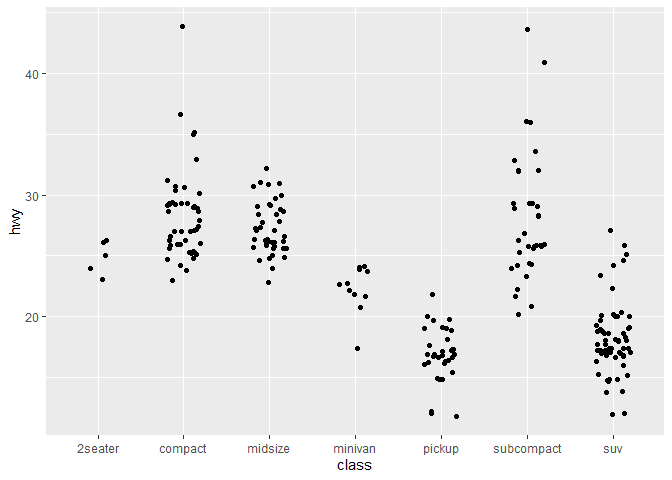 40
30
20
hwy
2seater compact midsize minivan pickup subcompact suv
class